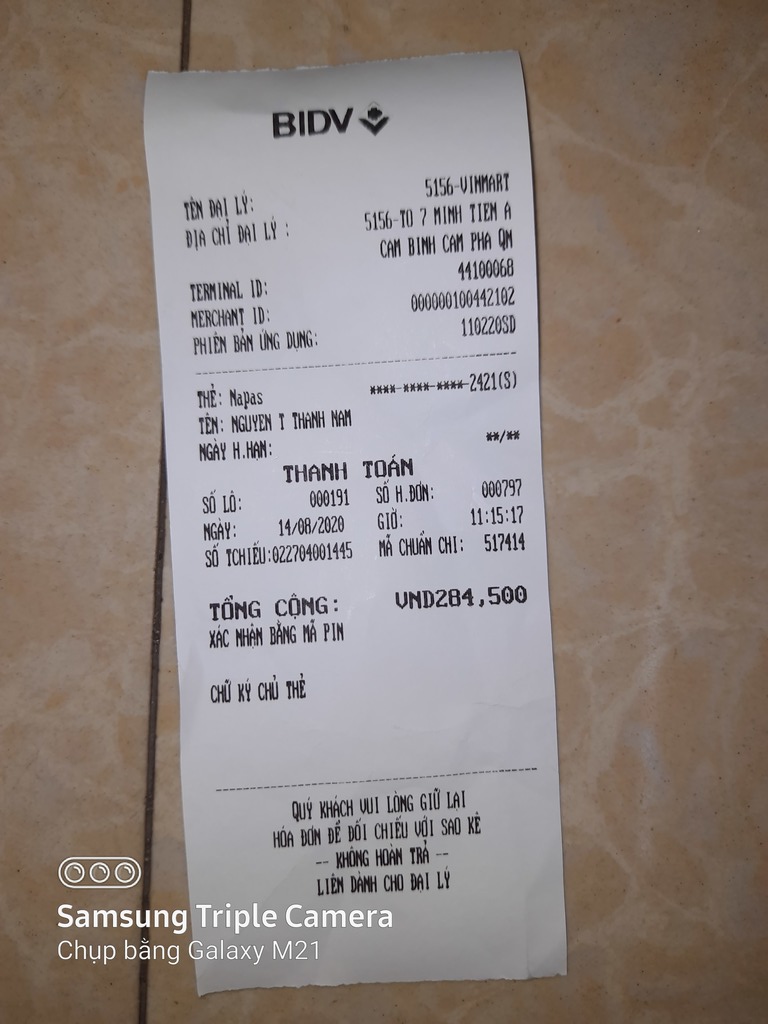 BIDV
TÊN ĐẠI LÝ: 5156-VINMART
ĐỊA CHỈ ĐẠI LÝ : 5156-TO 7 MINH TIEN A
CAM BINH CAM PHA QN
TERMINAL ID: 44100068
MERCHANT ID: 000000100442102
PHIÊN BẢN ỨNG DỤNG: 110220SD
THẺ: Napas ****-****-****-2421(S)
TÊN: NGUYEN T THANH NAM
NGÀY H.HẠN: **/**
THANH TOÁN
SỐ LÔ: 000191 SỐ H.ĐƠN: 000797
NGÀY: 14/08/2020 GIỜ: 11:15:17
SỐ TCHIẾU:022704001445 MÃ CHUẨN CHI: 517414
TỔNG CỘNG: VND284,500
XÁC NHẬN BẰNG MÃ PIN
CHỮ KÝ CHỦ THẺ
QUÝ KHÁCH VUI LÒNG GIỮ LẠI
HÓA ĐƠN ĐỂ ĐỐI CHIẾU VỚI SAO KÊ
-- KHÔNG HOÀN TRẢ --
LIÊN DÀNH CHO ĐẠI LÝ
Samsung Triple Camera
Chụp bằng Galaxy M21